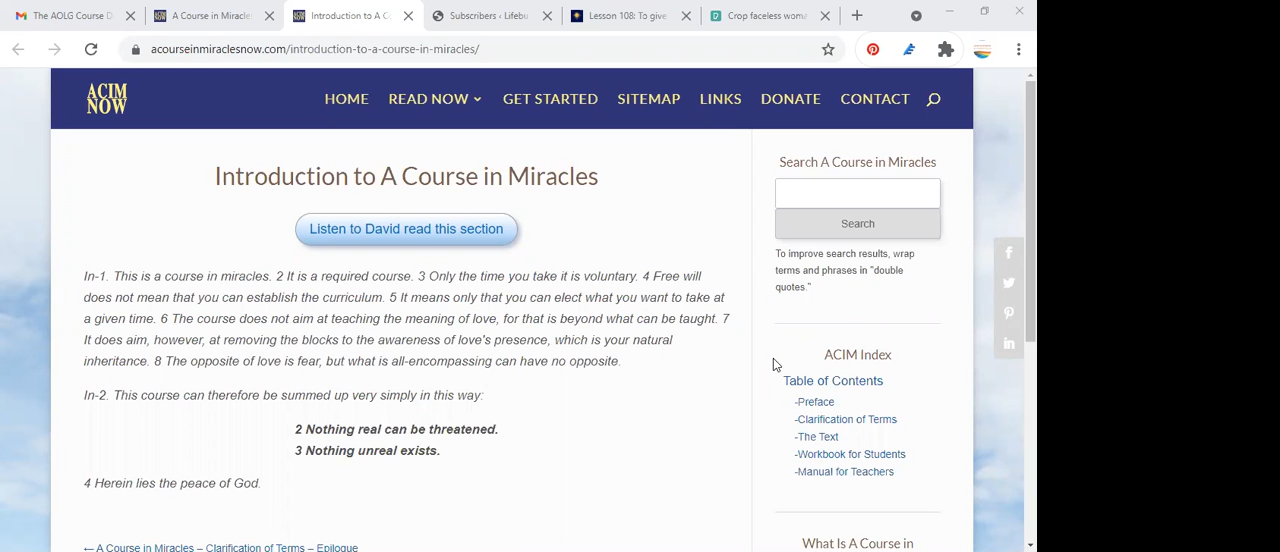 The AOLG Course D
A Course in Miracle
Introduction to A C
Subscribers ‹ Lifebu
Lesson 108: To give
Crop faceless woma
acourseinmiraclesnow.com/introduction-to-a-course-in-miracles/
ACIM NOW
HOME
READ NOW
GET STARTED
SITEMAP
LINKS
DONATE
CONTACT
Introduction to A Course in Miracles
Listen to David read this section
In-1. This is a course in miracles. 2 It is a required course. 3 Only the time you take it is voluntary. 4 Free will
does not mean that you can establish the curriculum. 5 It means only that you can elect what you want to take at
a given time. 6 The course does not aim at teaching the meaning of love, for that is beyond what can be taught. 7
It does aim, however, at removing the blocks to the awareness of love's presence, which is your natural
inheritance. 8 The opposite of love is fear, but what is all-encompassing can have no opposite.
In-2. This course can therefore be summed up very simply in this way:
2 Nothing real can be threatened.
3 Nothing unreal exists.
4 Herein lies the peace of God.
← A Course in Miracles – Clarification of Terms – Epilogue
Search A Course in Miracles
Search
To improve search results, wrap
terms and phrases in "double
quotes."
ACIM Index
Table of Contents
-Preface
-Clarification of Terms
-The Text
-Workbook for Students
-Manual for Teachers
What Is A Course in